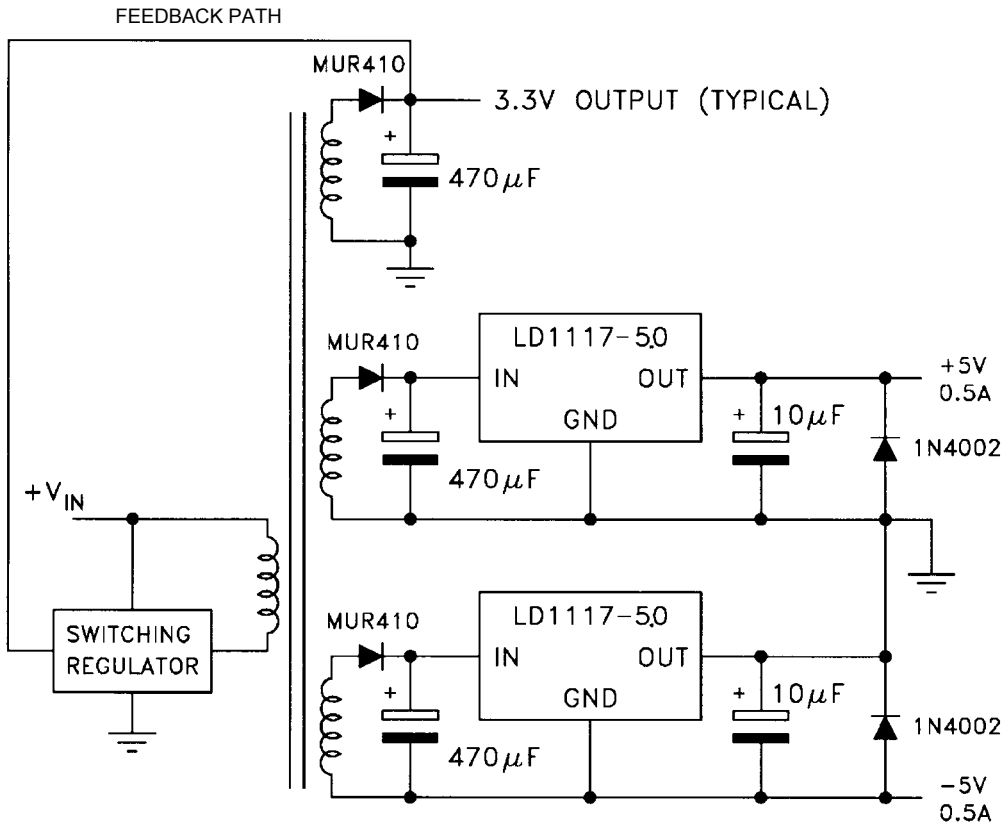 FEEDBACK PATH
MUR410
3.3V OUTPUT (TYPICAL)
+
470μF
MUR410
LD1117-5.0
IN
OUT
GND
+
470μF
+
10μF
+5V
0.5A
1N4002
+VIN
SWITCHING
REGULATOR
MUR410
LD1117-5.0
IN
OUT
GND
+
470μF
+
10μF
1N4002
-5V
0.5A